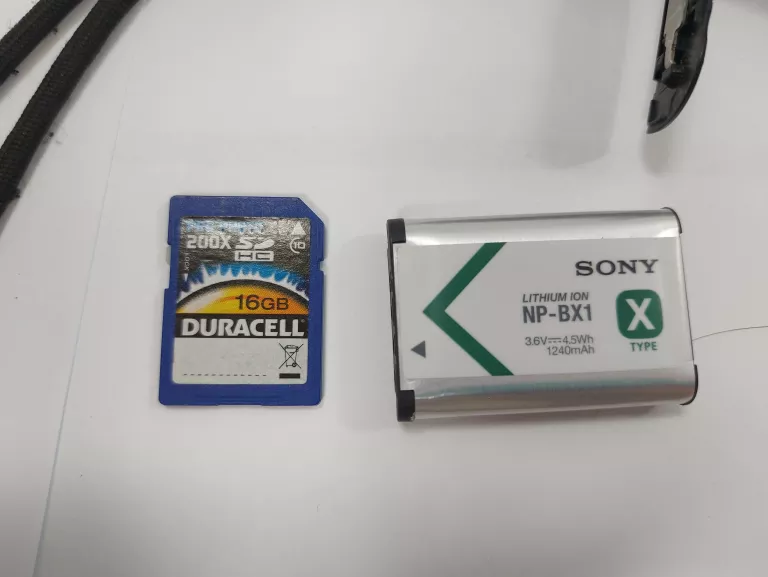 200X SD
HC
10
16GB
DURACELL
SONY
LITHIUM ION
NP-BX1
X
TYPE
3.6V⎓4.5Wh
1240mAh